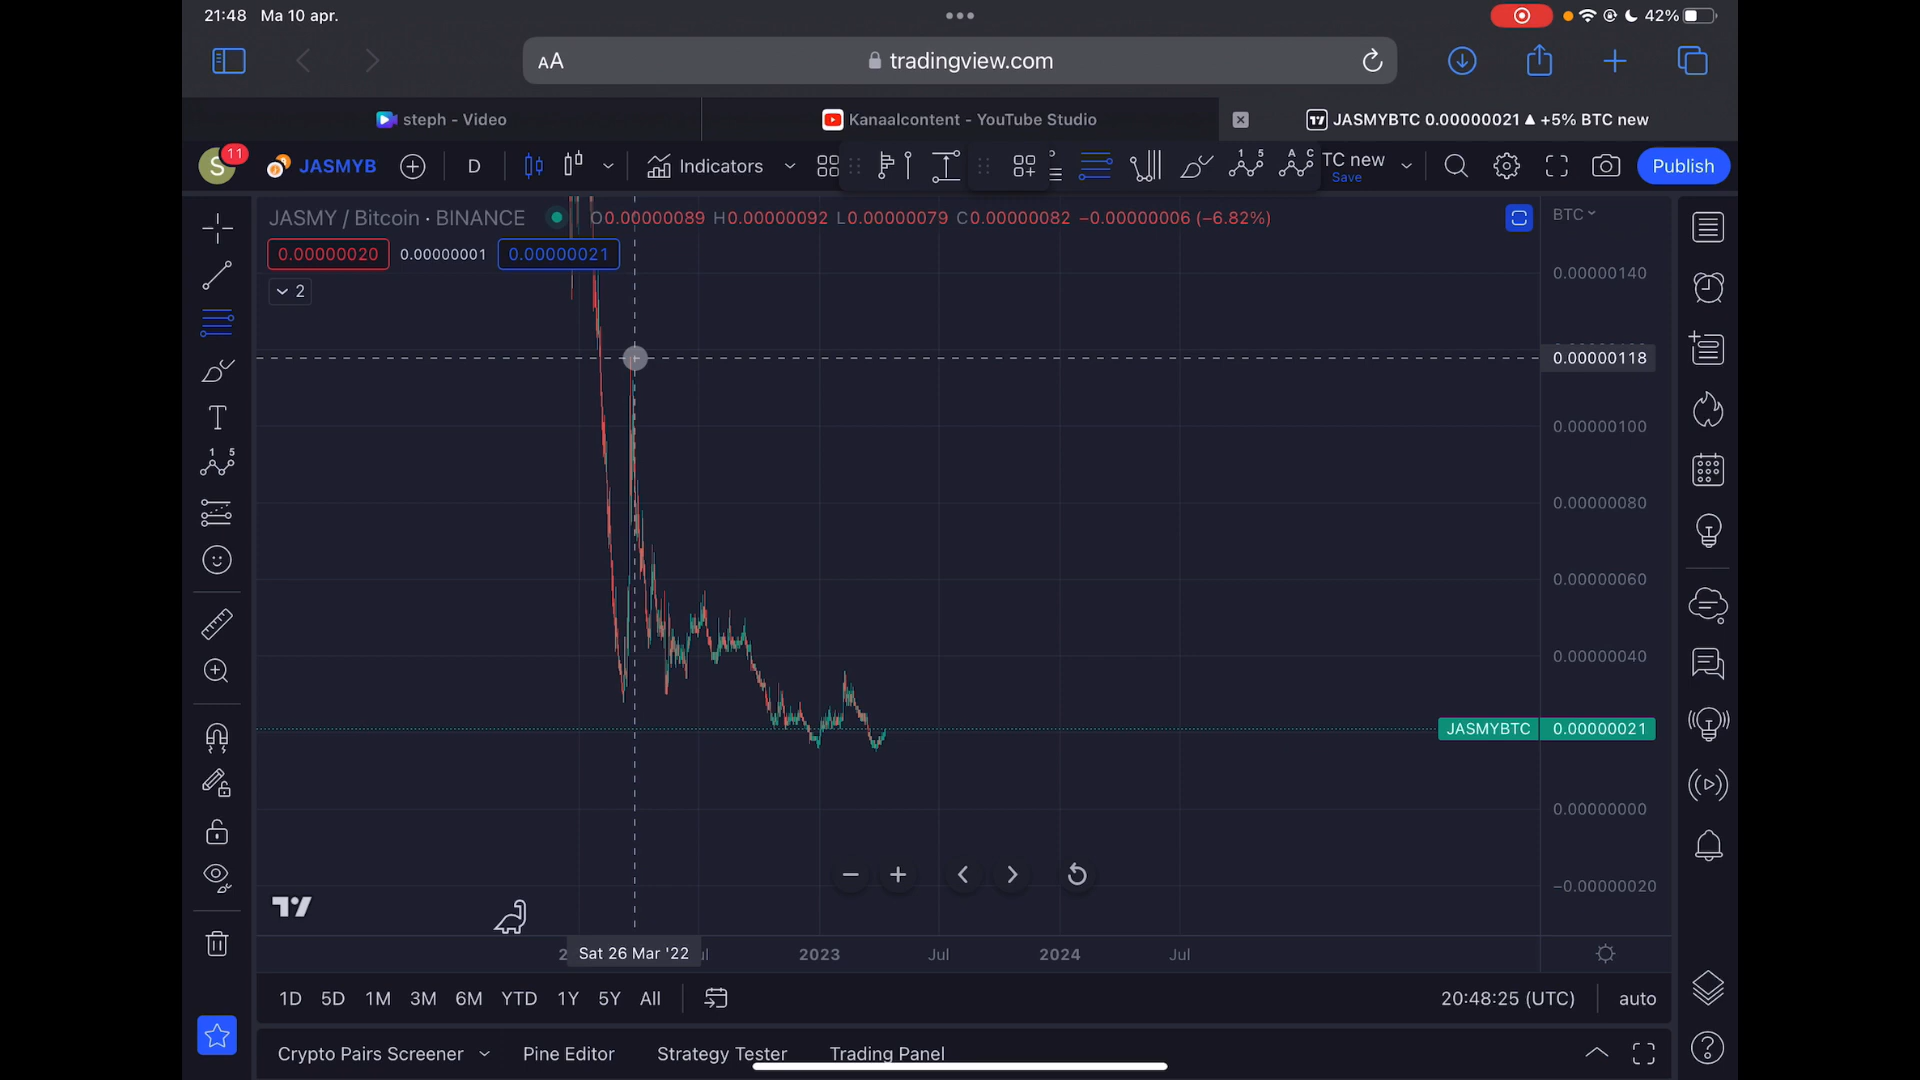 21:48 Ma 10 apr. 42%
AA tradingview.com
steph - Video Kanaalcontent - YouTube Studio JASMYBTC 0.00000021 ▲ +5% BTC new
S 11 JASMYB D Indicators TC new Save Publish
JASMY / Bitcoin · BINANCE O0.00000089 H0.00000092 L0.00000079 C0.00000082 −0.00000006 (−6.82%) BTC
0.00000020 0.00000001 0.00000021
2
0.00000140
0.00000118
0.00000100
0.00000080
0.00000060
0.00000040
JASMYBTC 0.00000021
0.00000000
−0.00000020
Sat 26 Mar '22 2023 Jul 2024 Jul
1D 5D 1M 3M 6M YTD 1Y 5Y All 20:48:25 (UTC) auto
Crypto Pairs Screener Pine Editor Strategy Tester Trading Panel